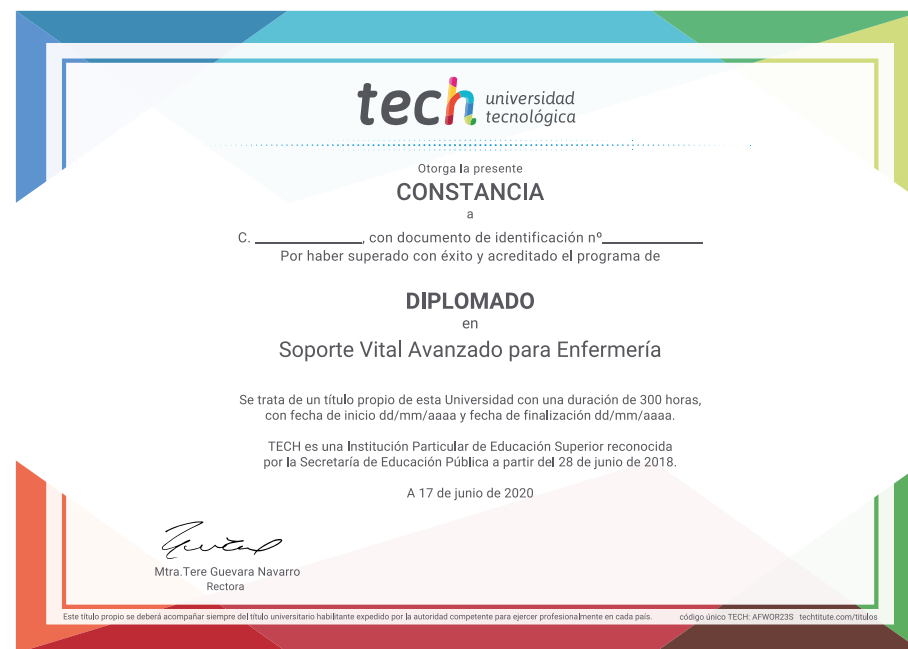 tech universidad
tecnológica
Otorga la presente
CONSTANCIA
a
C. ______________, con documento de identificación nº_____________
Por haber superado con éxito y acreditado el programa de
DIPLOMADO
en
Soporte Vital Avanzado para Enfermería
Se trata de un título propio de esta Universidad con una duración de 300 horas,
con fecha de inicio dd/mm/aaaa y fecha de finalización dd/mm/aaaa.
TECH es una Institución Particular de Educación Superior reconocida
por la Secretaría de Educación Pública a partir del 28 de junio de 2018.
A 17 de junio de 2020
Mtra.Tere Guevara Navarro
Rectora
Este título propio se deberá acompañar siempre del título universitario habilitante expedido por la autoridad competente para ejercer profesionalmente en cada país. código único TECH: AFWOR23S techtitute.com/titulos